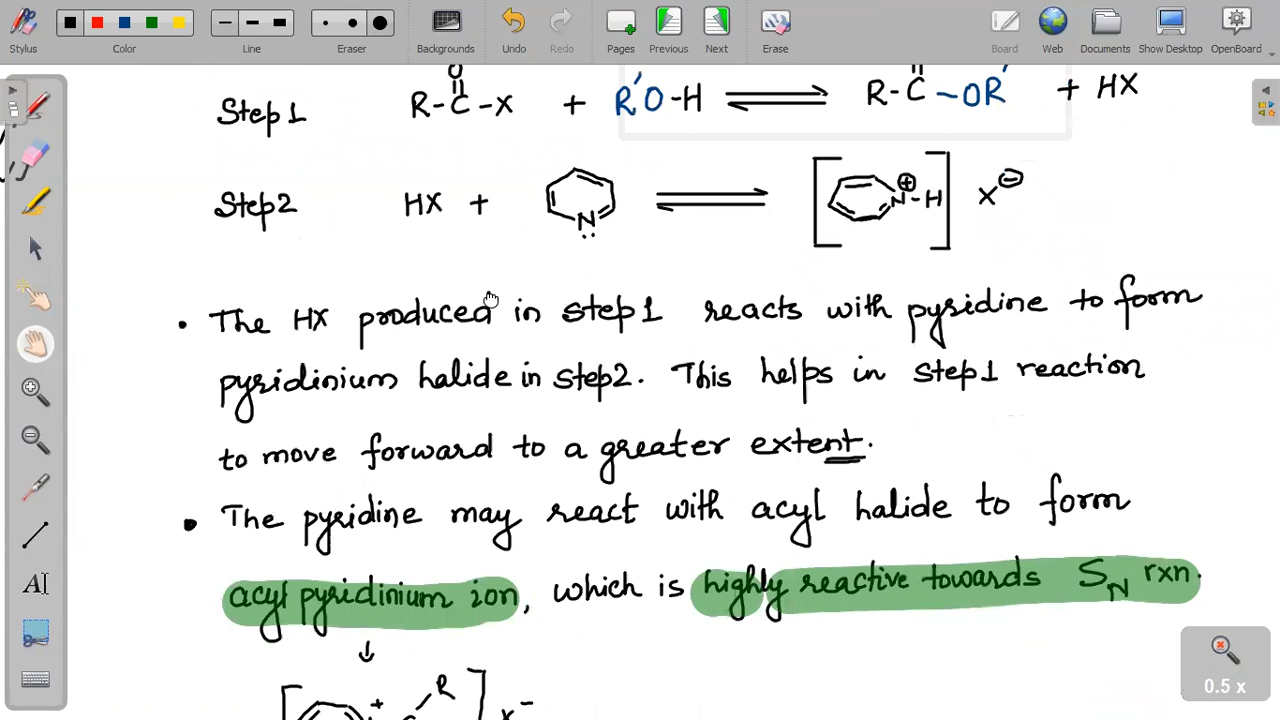 Stylus Color Line Eraser Backgrounds Undo Redo Pages Previous Next Erase Board Web Documents Show Desktop OpenBoard
Step 1 R-C-X + R'O-H ⇌ R-C-OR' + HX
O
Step 2 HX + N: ⇌ [N⊕-H] X⊖
• The HX produced in step 1 reacts with pyridine to form
pyridinium halide in step 2. This helps in step 1 reaction
to move forward to a greater extent.
• The pyridine may react with acyl halide to form
acyl pyridinium ion, which is highly reactive towards SN rxn.
↓
+ R
X-
0.5 x